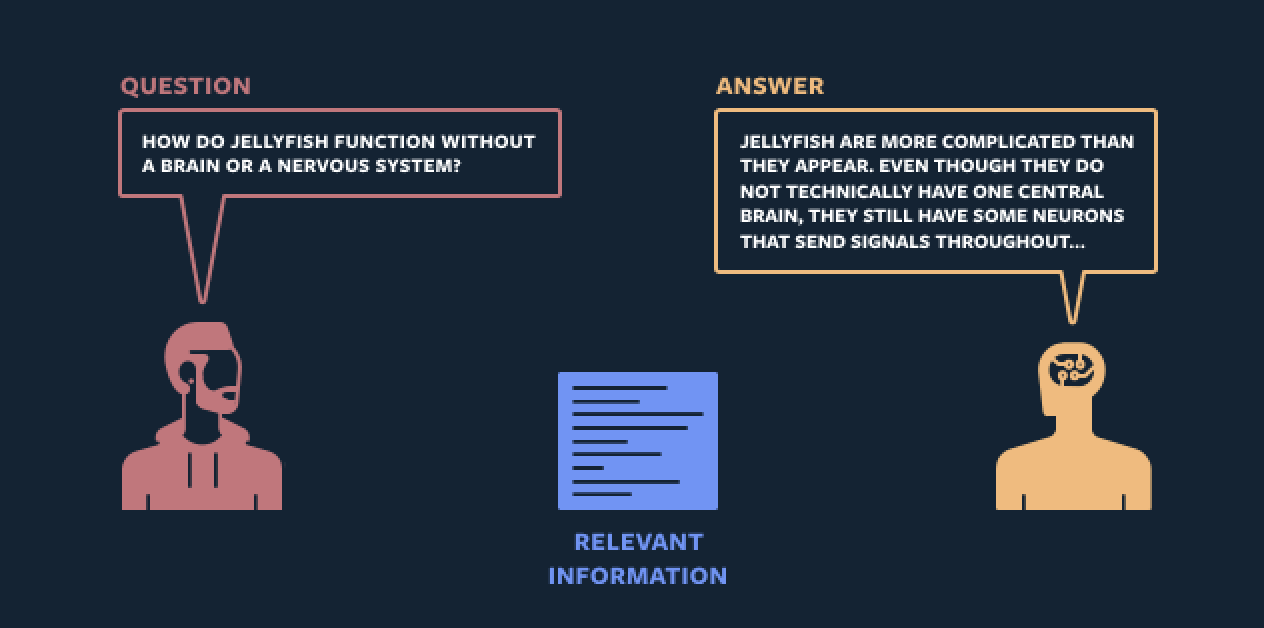 QUESTION
HOW DO JELLYFISH FUNCTION WITHOUT
A BRAIN OR A NERVOUS SYSTEM?
ANSWER
JELLYFISH ARE MORE COMPLICATED THAN
THEY APPEAR. EVEN THOUGH THEY DO
NOT TECHNICALLY HAVE ONE CENTRAL
BRAIN, THEY STILL HAVE SOME NEURONS
THAT SEND SIGNALS THROUGHOUT...
RELEVANT
INFORMATION